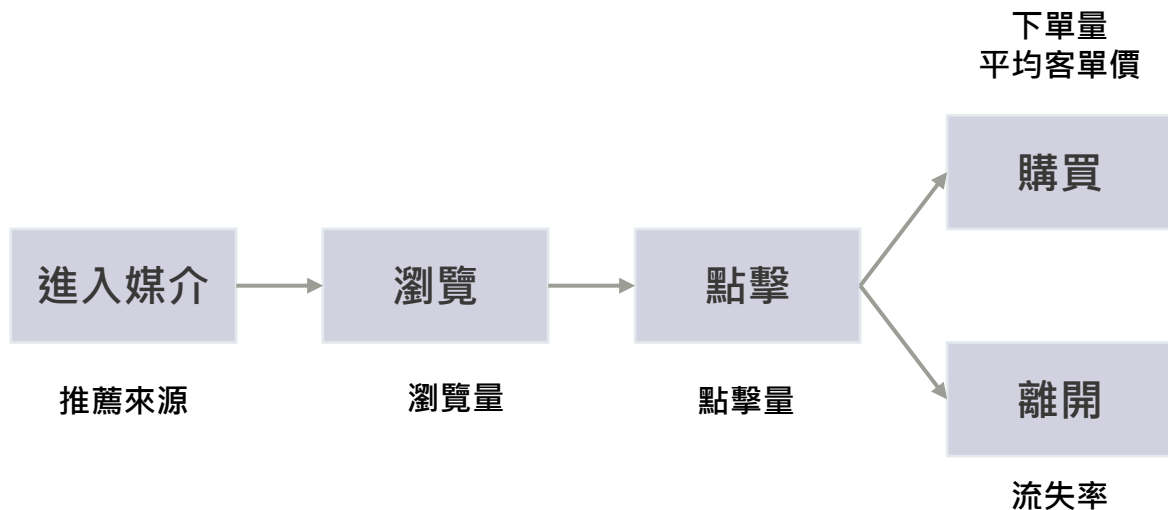 下單量
平均客單價
購買
進入媒介
瀏覽
點擊
推薦來源
瀏覽量
點擊量
離開
流失率